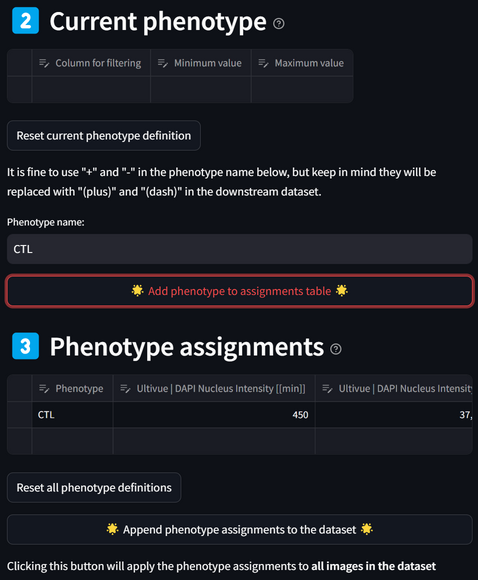 2 Current phenotype
Column for filtering Minimum value Maximum value
Reset current phenotype definition
It is fine to use "+" and "-" in the phenotype name below, but keep in mind they will be
replaced with "(plus)" and "(dash)" in the downstream dataset.
Phenotype name:
CTL
🌟 Add phenotype to assignments table 🌟
3 Phenotype assignments
Phenotype Ultivue | DAPI Nucleus Intensity [[min]] Ultivue | DAPI Nucleus Intensity
CTL 450 37,
Reset all phenotype definitions
🌟 Append phenotype assignments to the dataset 🌟
Clicking this button will apply the phenotype assignments to all images in the dataset